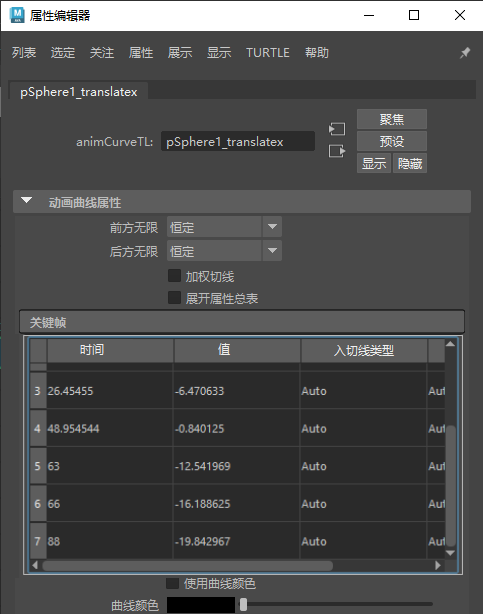 属性编辑器
列表 选定 关注 属性 展示 显示 TURTLE 帮助
pSphere1_translatex
聚焦
animCurveTL: pSphere1_translatex
预设
显示 隐藏
动画曲线属性
前方无限 恒定
后方无限 恒定
加权切线
展开属性总表
关键帧
时间 值 入切线类型
3 26.45455 -6.470633 Auto Aut
4 48.954544 -0.840125 Auto Aut
5 63 -12.541969 Auto Aut
6 66 -16.188625 Auto Aut
7 88 -19.842967 Auto Aut
使用曲线颜色
曲线颜色